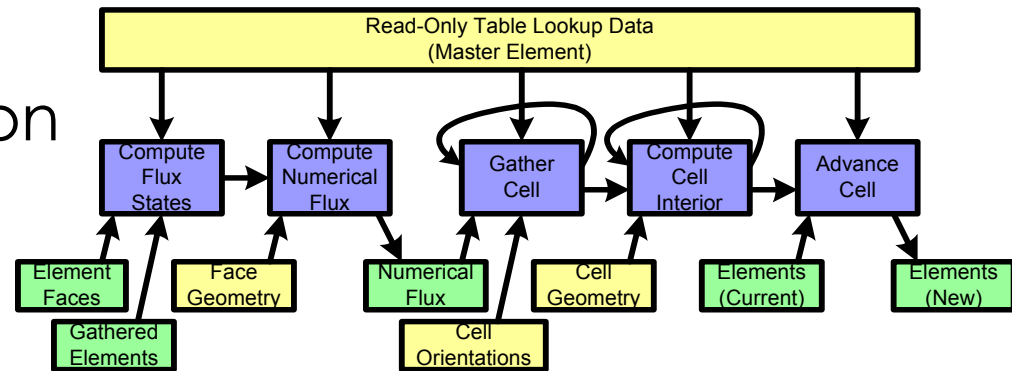 Read-Only Table Lookup Data
(Master Element)
on
Compute
Flux
States
Compute
Numerical
Flux
Gather
Cell
Compute
Cell
Interior
Advance
Cell
Element
Faces
Face
Geometry
Numerical
Flux
Cell
Geometry
Elements
(Current)
Elements
(New)
Gathered
Elements
Cell
Orientations